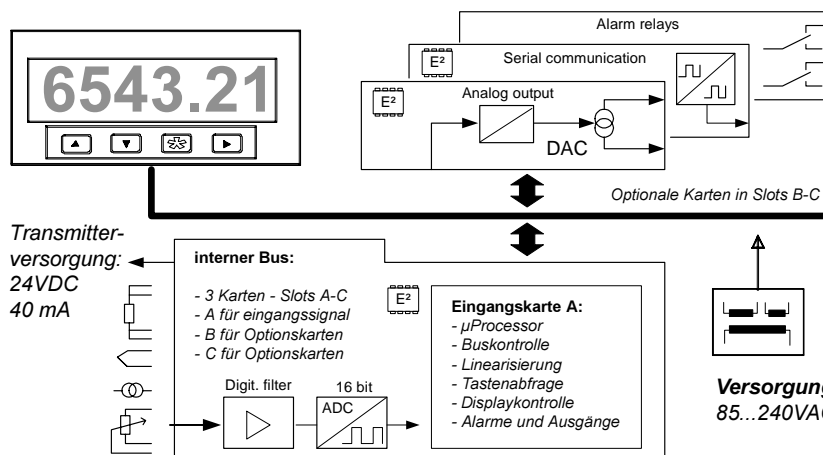 Alarm relays
Serial communication
E²
Analog output
E²
DAC
6543.21
Optionale Karten in Slots B-C
Transmitter-
versorgung:
24VDC
40 mA
interner Bus:
- 3 Karten - Slots A-C
- A für eingangssignal
- B für Optionskarten
- C für Optionskarten
E²
Digit. filter
16 bit
ADC
Eingangskarte A:
- µProcessor
- Buskontrolle
- Linearisierung
- Tastenabfrage
- Displaykontrolle
- Alarme und Ausgänge
Versorgung
85...240VAC